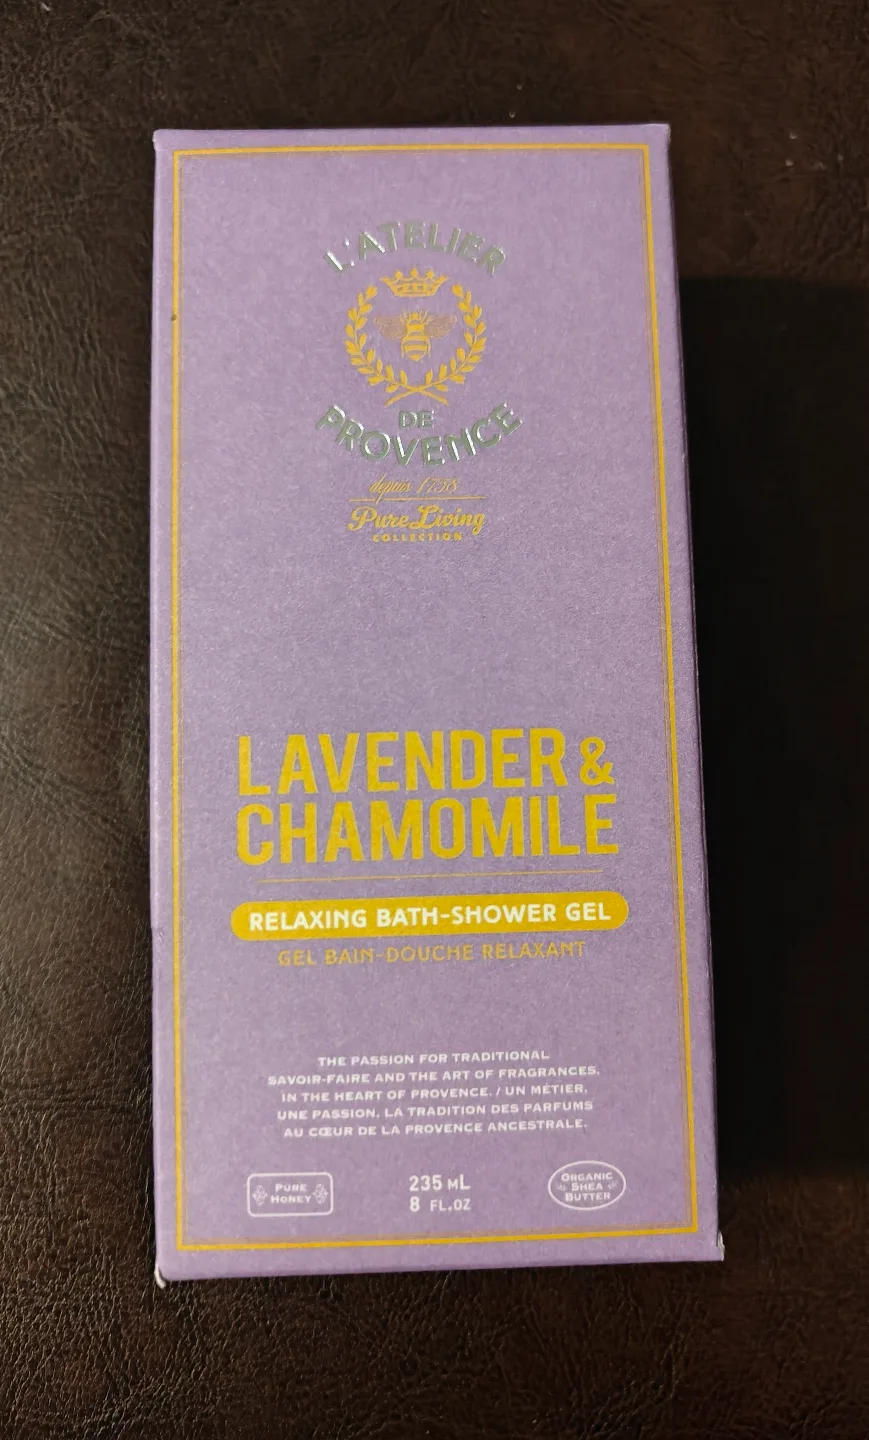 L'ATELIER
DE
PROVENCE
depuis 1758
Pure Living
COLLECTION
LAVENDER &
CHAMOMILE
RELAXING BATH-SHOWER GEL
GEL BAIN-DOUCHE RELAXANT
THE PASSION FOR TRADITIONAL
SAVOIR-FAIRE AND THE ART OF FRAGRANCES,
IN THE HEART OF PROVENCE. / UN MÉTIER,
UNE PASSION. LA TRADITION DES PARFUMS
AU CŒUR DE LA PROVENCE ANCESTRALE.
PURE
HONEY
235 ML
8 FL.OZ
ORGANIC
SHEA
BUTTER